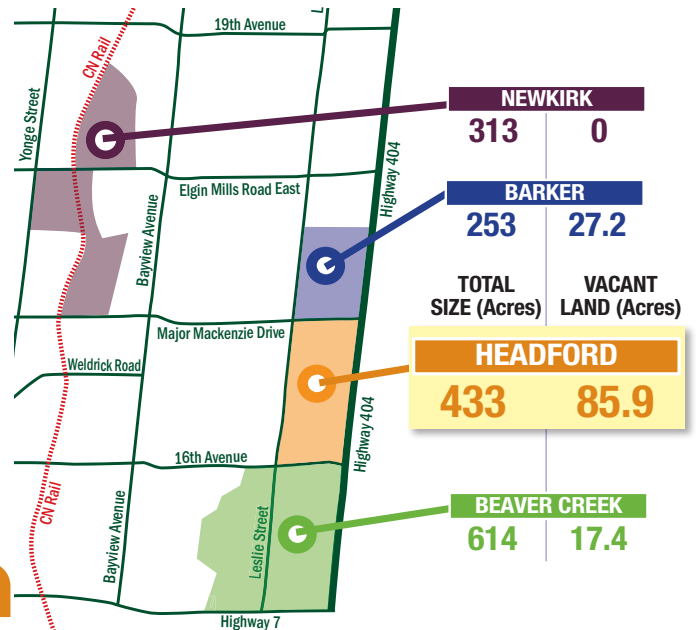 19th Avenue
L
CN Rail
Yonge Street
NEWKIRK
313 0
Highway 404
Elgin Mills Road East
BARKER
253 27.2
Bayview Avenue
TOTAL SIZE (Acres)
VACANT LAND (Acres)
Major Mackenzie Drive
HEADFORD
433 85.9
Weldrick Road
Highway 404
16th Avenue
CN Rail
Bayview Avenue
Leslie Street
BEAVER CREEK
614 17.4
Highway 7